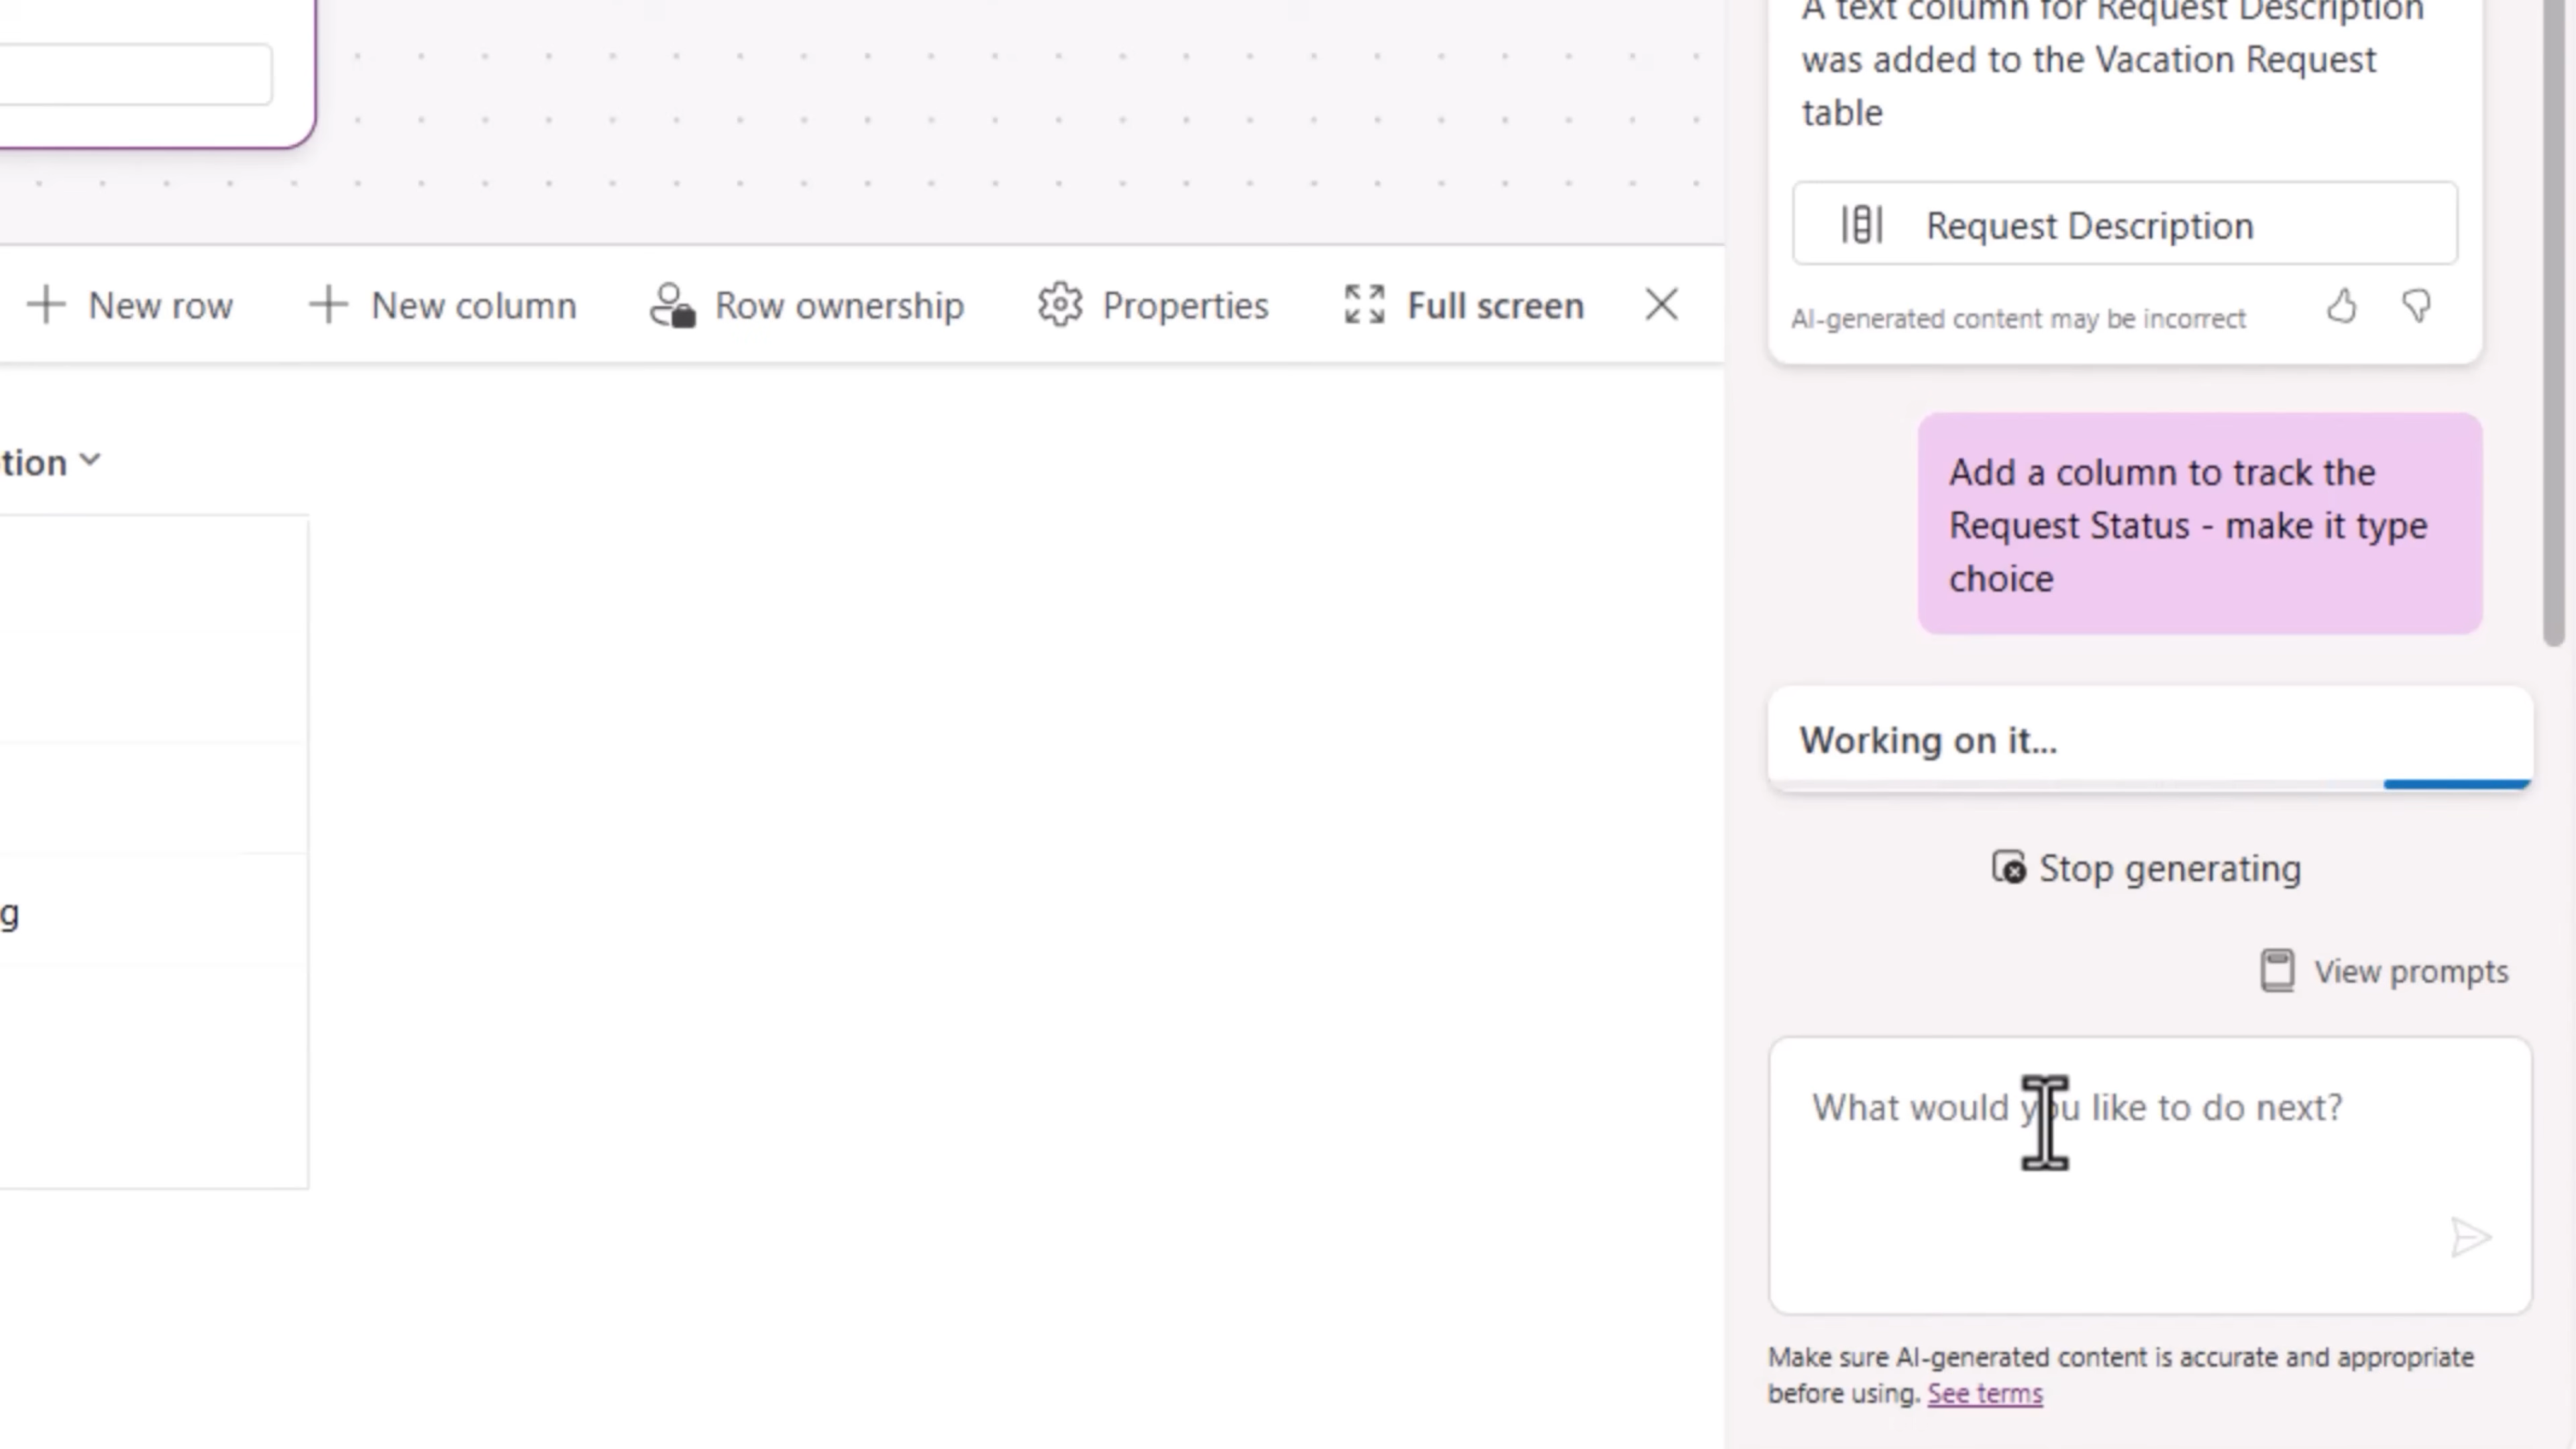 A text column for Request Description
was added to the Vacation Request
table
Request Description
AI-generated content may be incorrect
New row
New column
Row ownership
Properties
Full screen
tion
g
Add a column to track the
Request Status - make it type
choice
Working on it...
Stop generating
View prompts
What would you like to do next?
Make sure AI-generated content is accurate and appropriate
before using. See terms